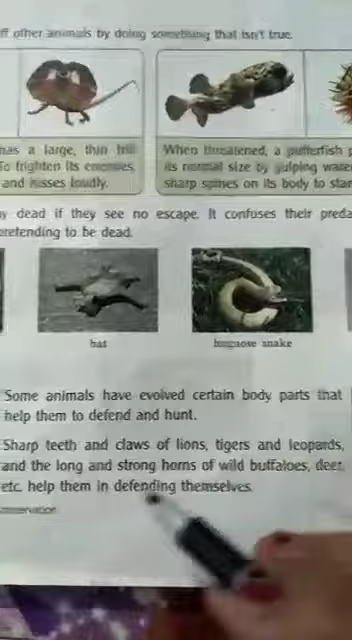 ff other animals by doing something that isn't true.
has a large, thin frill
To frighten its enemies,
and hisses loudly.
When threatened, a pufferfish
its normal size by gulping water
sharp spines on its body to
dead if they see no escape. It confuses their
pretending to be dead.
bat
hognose snake
Some animals have evolved certain body parts that
help them to defend and hunt.
Sharp teeth and claws of lions, tigers and leopards,
and the long and strong horns of wild buffaloes, deer,
etc. help them in defending themselves.